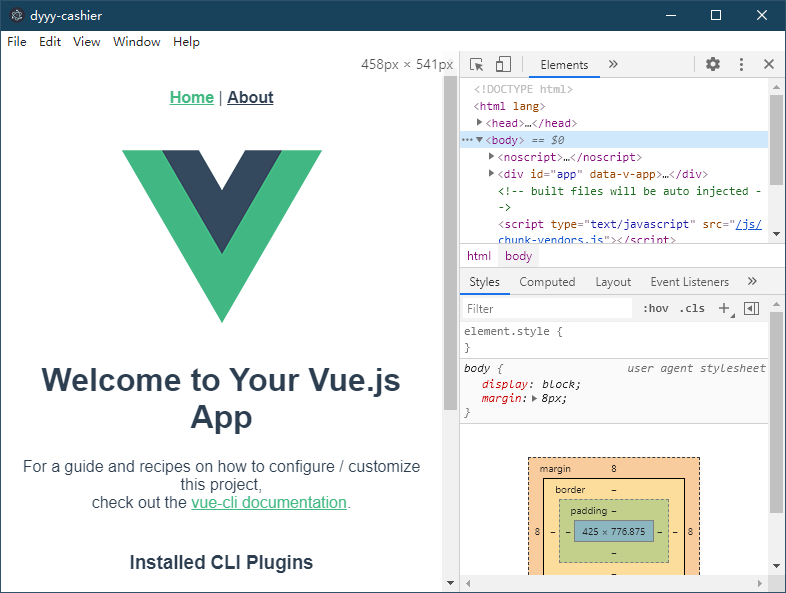 dyyy-cashier
File Edit View Window Help
458px × 541px
Home | About
Welcome to Your Vue.js
App
For a guide and recipes on how to configure / customize
this project,
check out the vue-cli documentation.
Installed CLI Plugins
Elements »
<!DOCTYPE html>
<html lang>
<head>…</head>
<body> == $0
<noscript>…</noscript>
<div id="app" data-v-app>…</div>
<!-- built files will be auto injected -
->
<script type="text/javascript" src="/js/
chunk-vendors.js"></script>
html body
Styles Computed Layout Event Listeners »
Filter :hov .cls +
element.style {
}
body { user agent stylesheet
display: block;
margin: 8px;
}
margin 8
border –
padding –
8 – – 425 × 776.875 – – 8
–
–